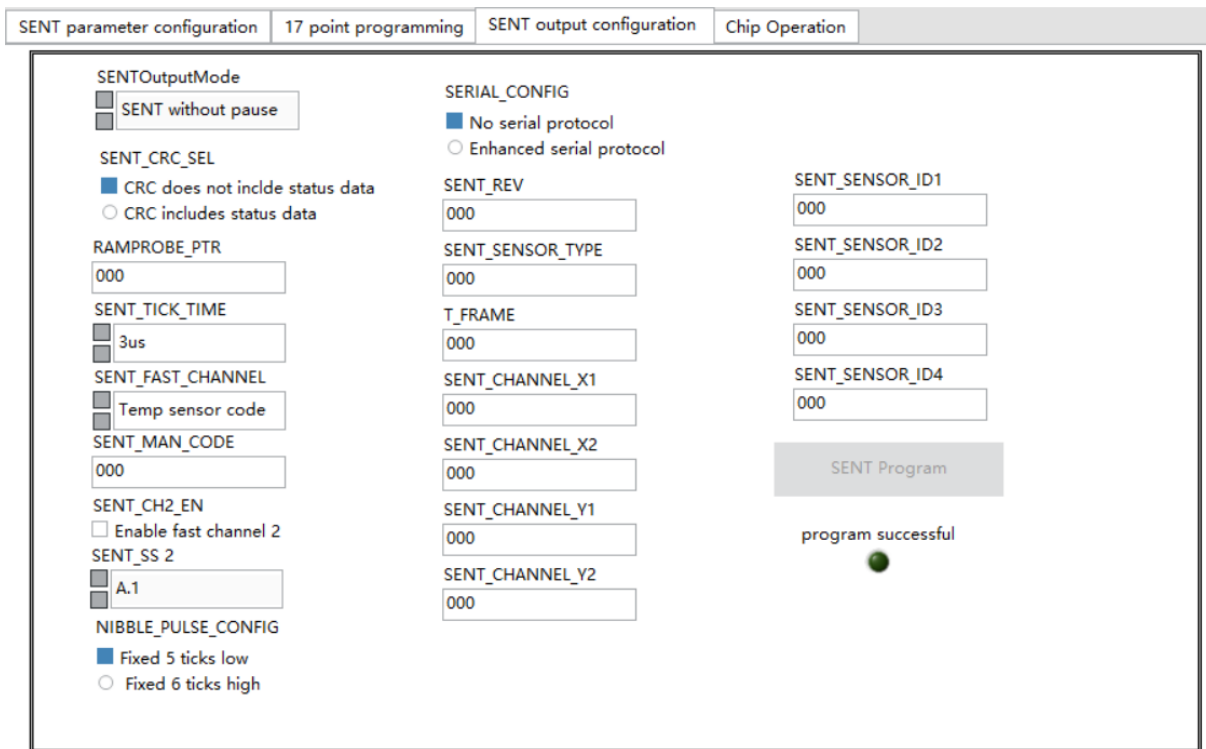 SENT parameter configuration
17 point programming
SENT output configuration
Chip Operation
SENTOutputMode
SENT without pause
SENT_CRC_SEL
CRC does not inclde status data
CRC includes status data
RAMPROBE_PTR
000
SENT_TICK_TIME
3us
SENT_FAST_CHANNEL
Temp sensor code
SENT_MAN_CODE
000
SENT_CH2_EN
Enable fast channel 2
SENT_SS 2
A.1
NIBBLE_PULSE_CONFIG
Fixed 5 ticks low
Fixed 6 ticks high
SERIAL_CONFIG
No serial protocol
Enhanced serial protocol
SENT_REV
000
SENT_SENSOR_TYPE
000
T_FRAME
000
SENT_CHANNEL_X1
000
SENT_CHANNEL_X2
000
SENT_CHANNEL_Y1
000
SENT_CHANNEL_Y2
000
SENT_SENSOR_ID1
000
SENT_SENSOR_ID2
000
SENT_SENSOR_ID3
000
SENT_SENSOR_ID4
000
SENT Program
program successful